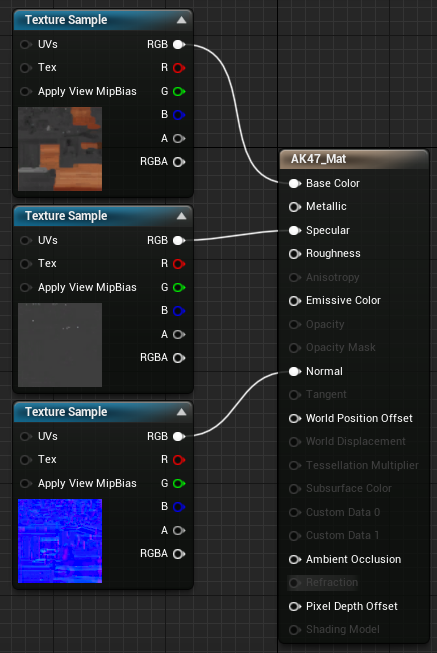 Texture Sample
UVs RGB
Tex R
Apply View MipBias G
B
A
RGBA
Texture Sample
UVs RGB
Tex R
Apply View MipBias G
B
A
RGBA
Texture Sample
UVs RGB
Tex R
Apply View MipBias G
B
A
RGBA
AK47_Mat
Base Color
Metallic
Specular
Roughness
Anisotropy
Emissive Color
Opacity
Opacity Mask
Normal
Tangent
World Position Offset
World Displacement
Tessellation Multiplier
Subsurface Color
Custom Data 0
Custom Data 1
Ambient Occlusion
Refraction
Pixel Depth Offset
Shading Model